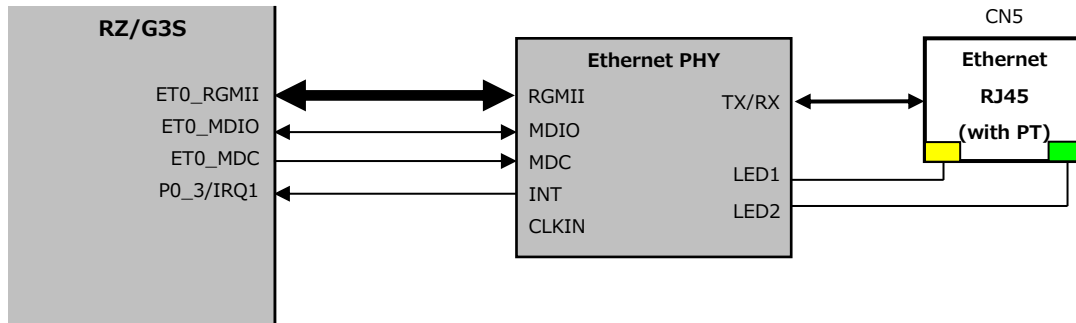 RZ/G3S
ET0_RGMII
ET0_MDIO
ET0_MDC
P0_3/IRQ1
Ethernet PHY
RGMII
MDIO
MDC
INT
CLKIN
TX/RX
LED1
LED2
CN5
Ethernet
RJ45
(with PT)